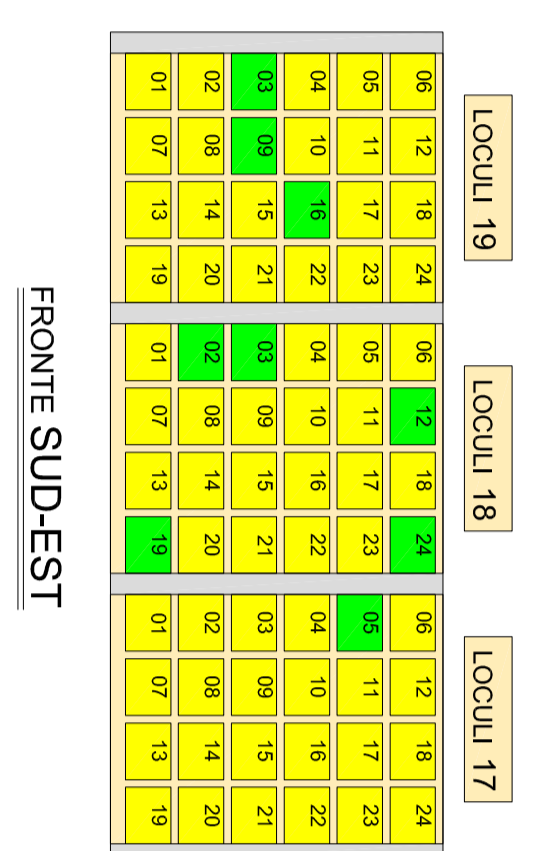 LOCULI 19 LOCULI 18 LOCULI 17
06 12 18 24 06 12 18 24 06 12 18 24
05 11 17 23 05 11 17 23 05 11 17 23
04 10 16 22 04 10 16 22 04 10 16 22
03 09 15 21 03 09 15 21 03 09 15 21
02 08 14 20 02 08 14 20 02 08 14 20
01 07 13 19 01 07 13 19 01 07 13 19
FRONTE SUD-EST